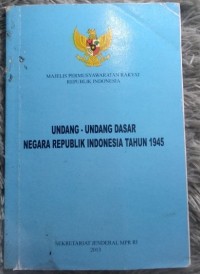 MAJELIS PERMUSYAWARATAN RAKYAT
REPUBLIK INDONESIA
UNDANG - UNDANG DASAR
NEGARA REPUBLIK INDONESIA TAHUN 1945
SEKRETARIAT JENDERAL MPR RI